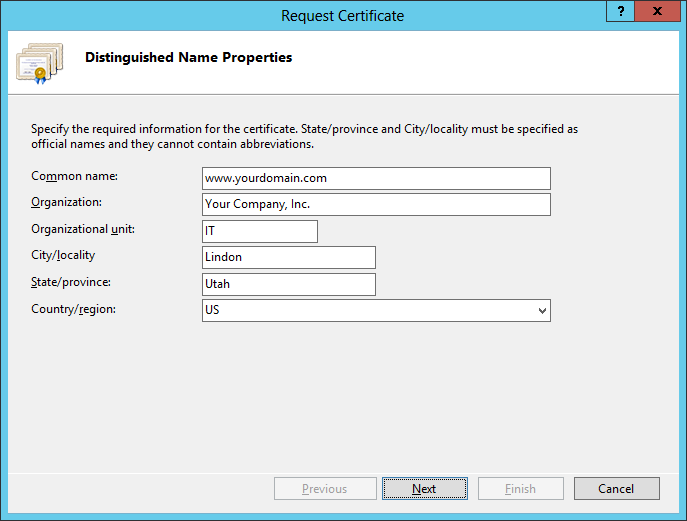 Request Certificate
? X
Distinguished Name Properties
Specify the required information for the certificate. State/province and City/locality must be specified as
official names and they cannot contain abbreviations.
Common name: www.yourdomain.com
Organization: Your Company, Inc.
Organizational unit: IT
City/locality Lindon
State/province: Utah
Country/region: US
Previous Next Finish Cancel